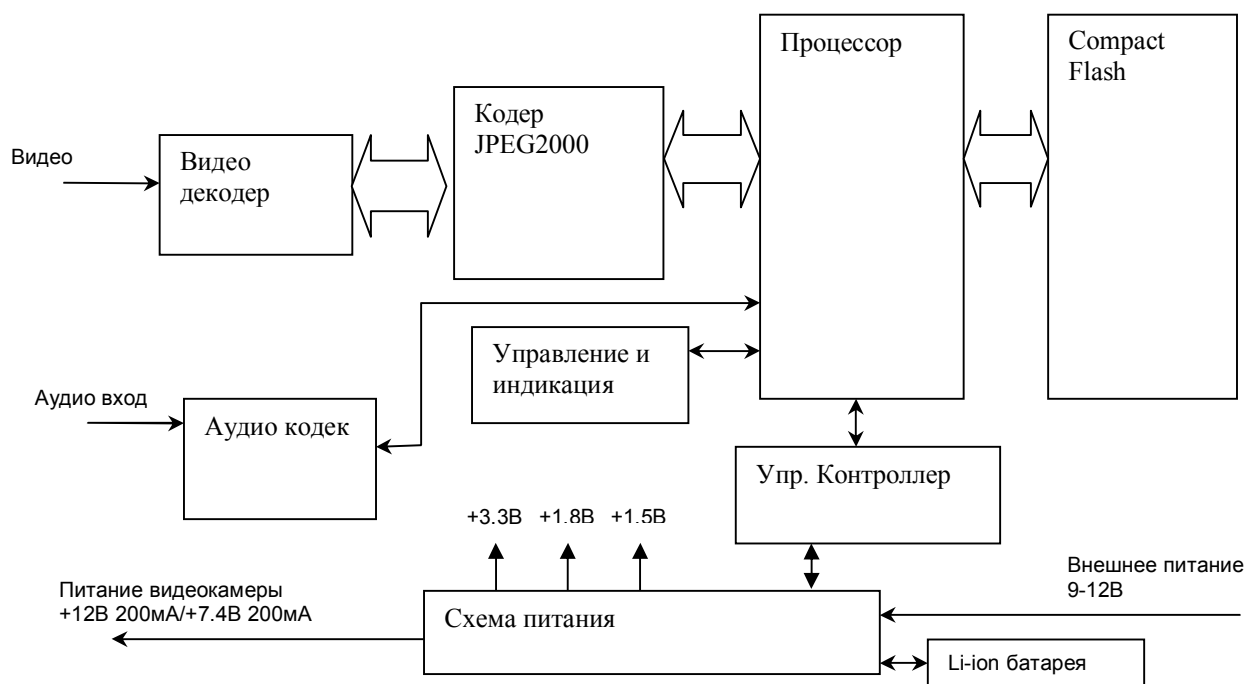 Процессор
Compact
Flash
Кодер
JPEG2000
Видео
Видео
декодер
Управление и
индикация
Аудио вход
Аудио кодек
Упр. Контроллер
+3.3В +1.8В +1.5В
Внешнее питание
9-12В
Питание видеокамеры
+12В 200мА/+7.4В 200мА
Схема питания
Li-ion батарея